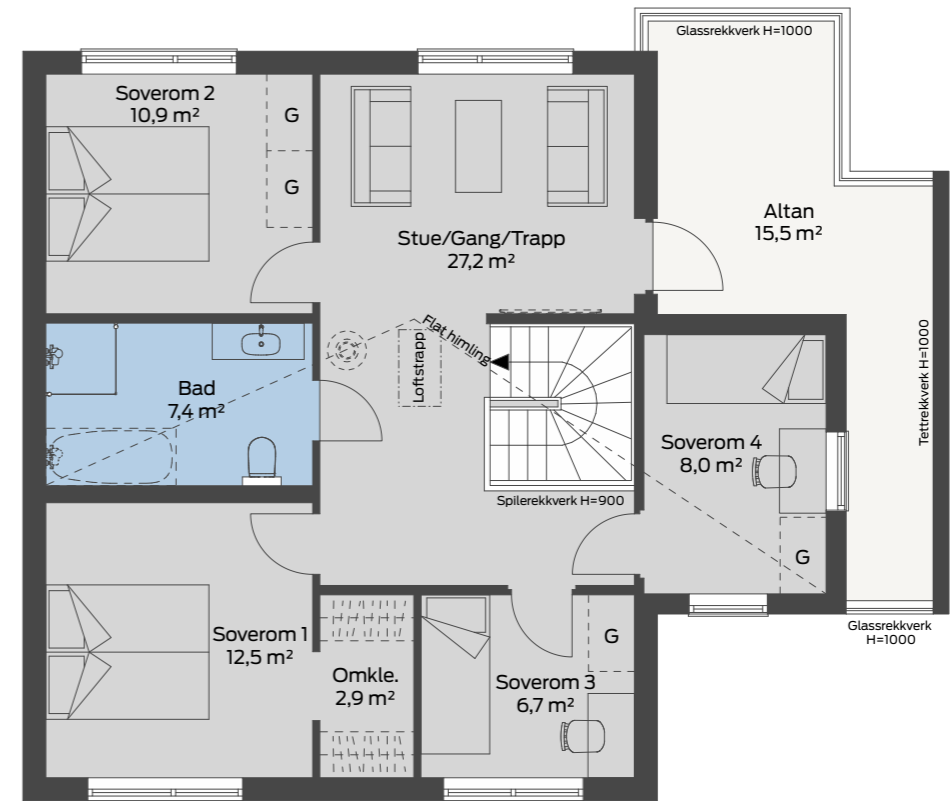 Glassrekkverk H=1000
Soverom 2
10,9 m²
G
G
Stue/Gang/Trapp
27,2 m²
Altan
15,5 m²
Flat himling
Loftstrapp
Bad
7,4 m²
Tettrekkverk H=1000
Soverom 4
8,0 m²
Spilerekkverk H=900
G
Glassrekkverk
H=1000
Soverom 1
12,5 m²
Omkle.
2,9 m²
G
Soverom 3
6,7 m²